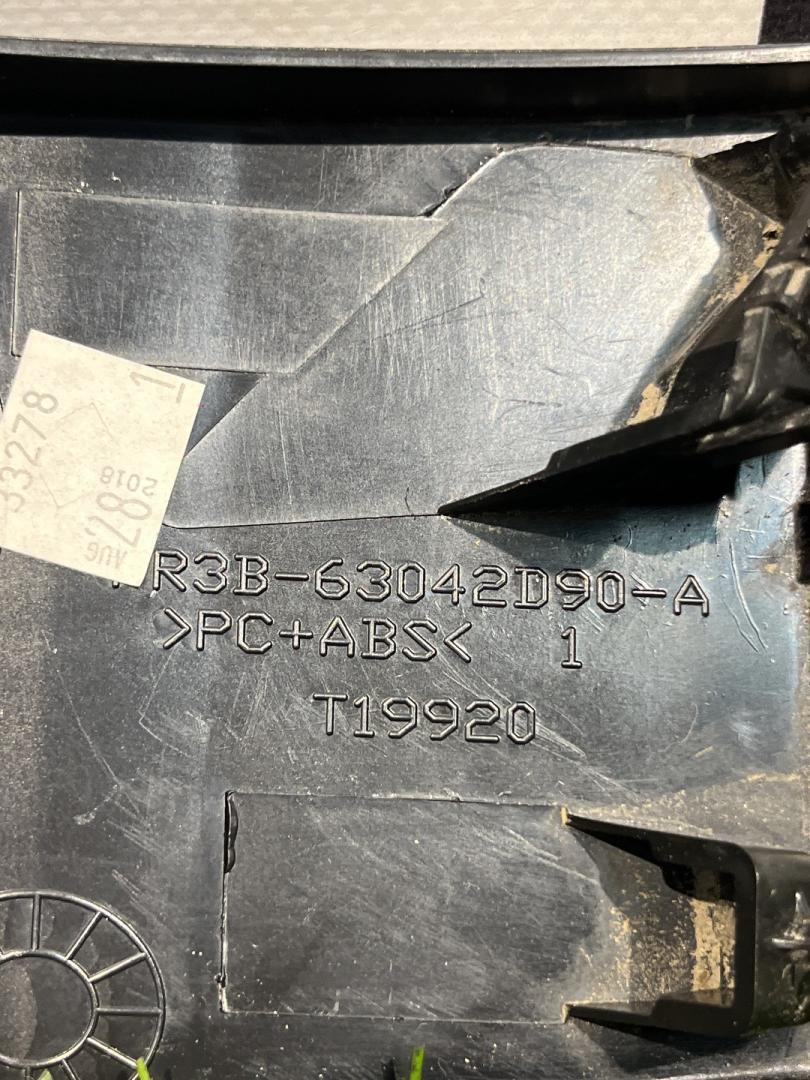 1
33278
AUG 28 2018
R3B-63042D90-A
>PC+ABS< 1
T19920